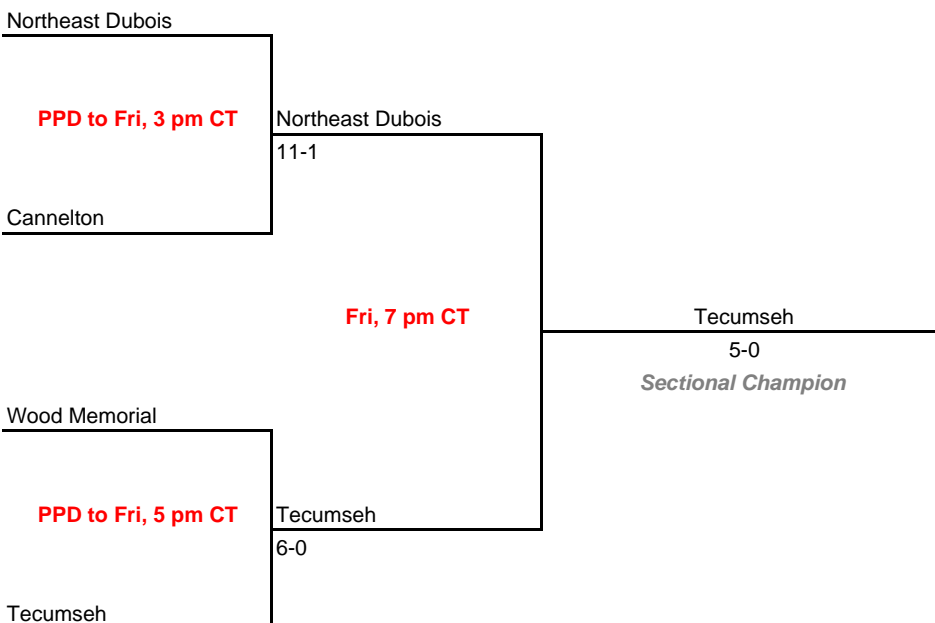 Northeast Dubois
PPD to Fri, 3 pm CT
Northeast Dubois
11-1
Cannelton
Fri, 7 pm CT
Tecumseh
5-0
Sectional Champion
Wood Memorial
PPD to Fri, 5 pm CT
Tecumseh
6-0
Tecumseh